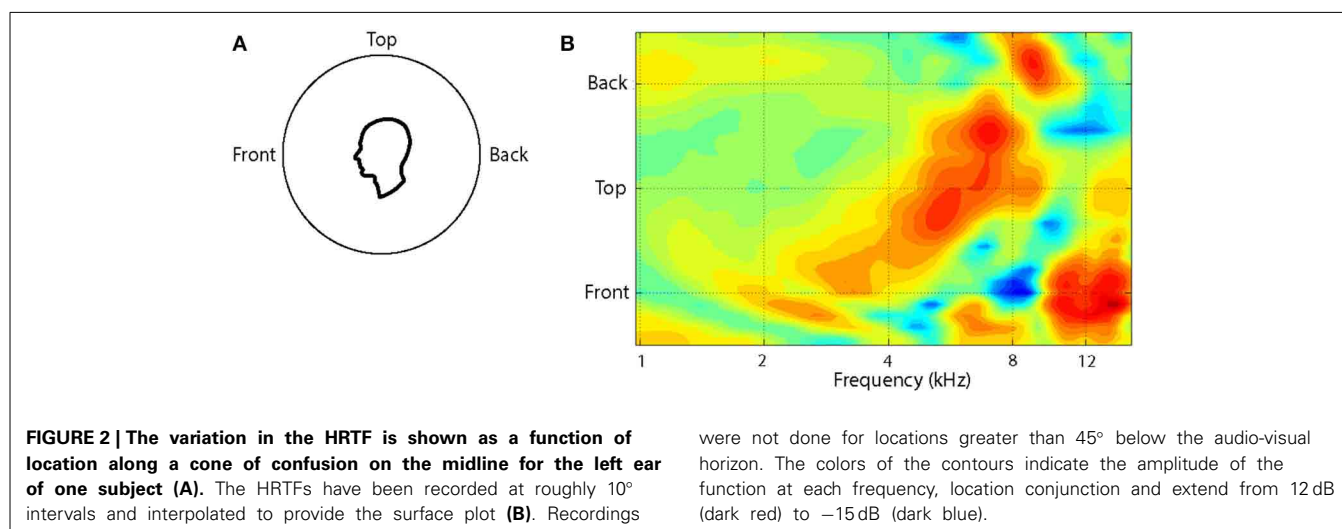 A
Top
Front
Back
B
Back
Top
Front
1 2 4 8 12
Frequency (kHz)
FIGURE 2 | The variation in the HRTF is shown as a function of
location along a cone of confusion on the midline for the left ear
of one subject (A). The HRTFs have been recorded at roughly 10°
intervals and interpolated to provide the surface plot (B). Recordings
were not done for locations greater than 45° below the audio-visual
horizon. The colors of the contours indicate the amplitude of the
function at each frequency, location conjunction and extend from 12 dB
(dark red) to −15 dB (dark blue).